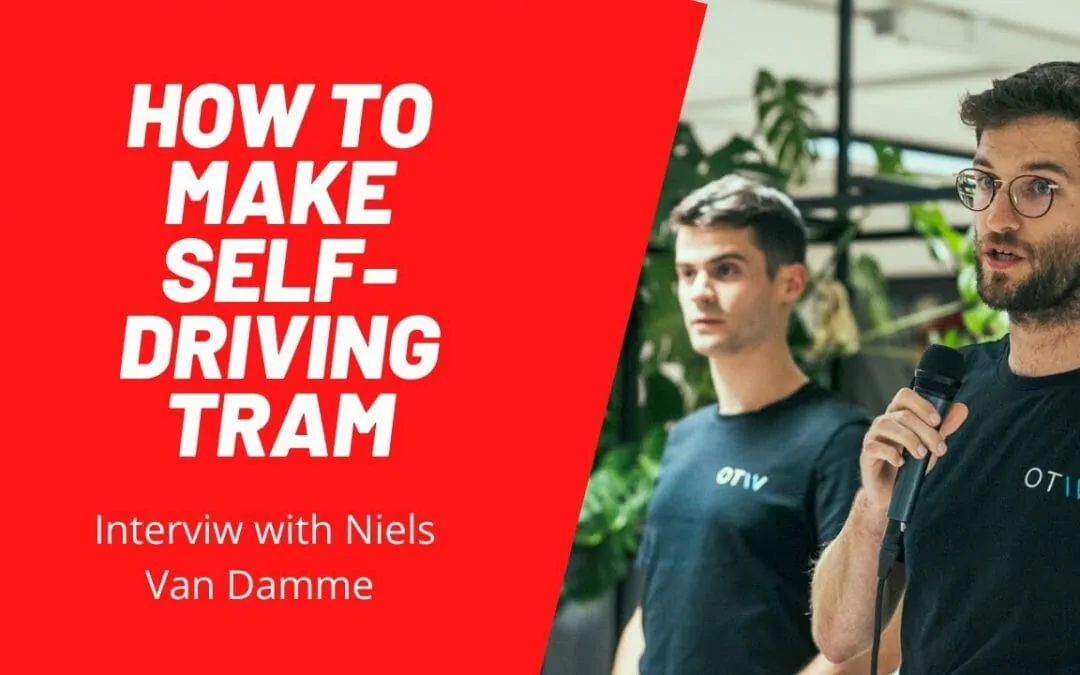 HOW TO
MAKE
SELF-
DRIVING
TRAM
Interviw with Niels
Van Damme
OTIV
OTI